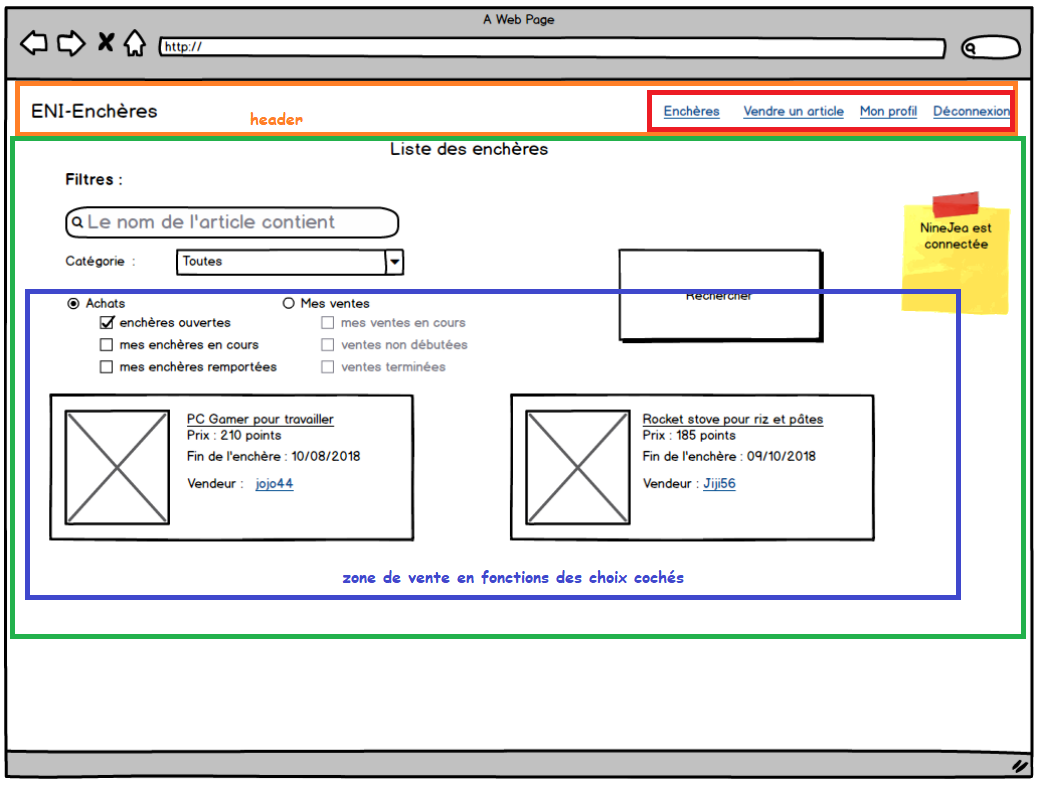 A Web Page
http://
ENI-Enchères
header
Enchères Vendre un article Mon profil Déconnexion
Liste des enchères
Filtres :
Le nom de l'article contient
NineJea est
connectée
Catégorie : Toutes
Rechercher
Achats Mes ventes
enchères ouvertes mes ventes en cours
mes enchères en cours ventes non débutées
mes enchères remportées ventes terminées
PC Gamer pour travailler
Prix : 210 points
Fin de l'enchère : 10/08/2018
Vendeur : jojo44
Rocket stove pour riz et pâtes
Prix : 185 points
Fin de l'enchère : 09/10/2018
Vendeur : Jiji56
zone de vente en fonctions des choix cochés